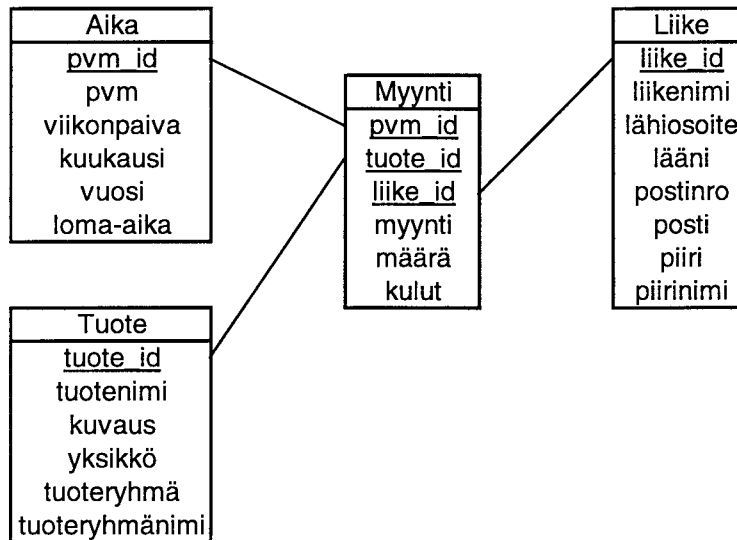 Aika
pvm_id
pvm
viikonpaiva
kuukausi
vuosi
loma-aika
Myynti
pvm_id
tuote_id
liike_id
myynti
määrä
kulut
Liike
liike_id
liikenimi
lähiosoite
lääni
postinro
posti
piiri
piirinimi
Tuote
tuote_id
tuotenimi
kuvaus
yksikkö
tuoteryhmä
tuoteryhmänimi